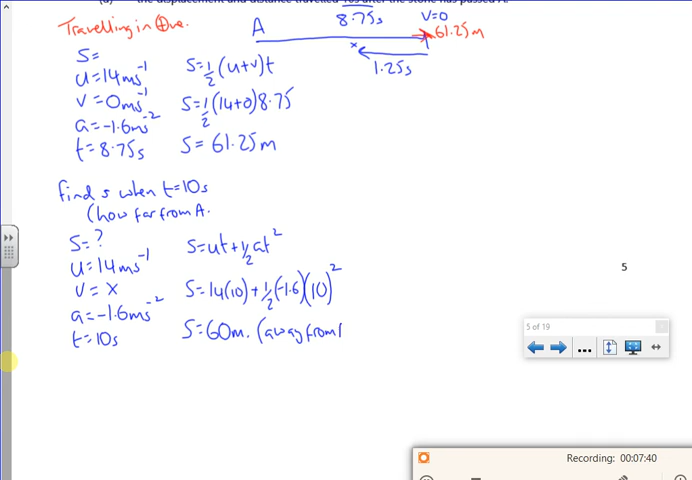 the displacement and distance travelled 10s after the stone has passed A.
Travelling in +ve.
A
8.75s
V=0
61.25m
x
1.25s
S=
u=14ms⁻¹
v=0ms⁻¹
a=-1.6ms⁻²
t=8.75s
S=½(u+v)t
S=½(14+0)8.75
S=61.25m
find s when t=10s
(how far from A.
S=?
u=14ms⁻¹
v=x
a=-1.6ms⁻²
t=10s
S=ut+½at²
S=14(10)+½(-1.6)(10)²
S=60m. (away from
5
5 of 19
...
Recording: 00:07:40